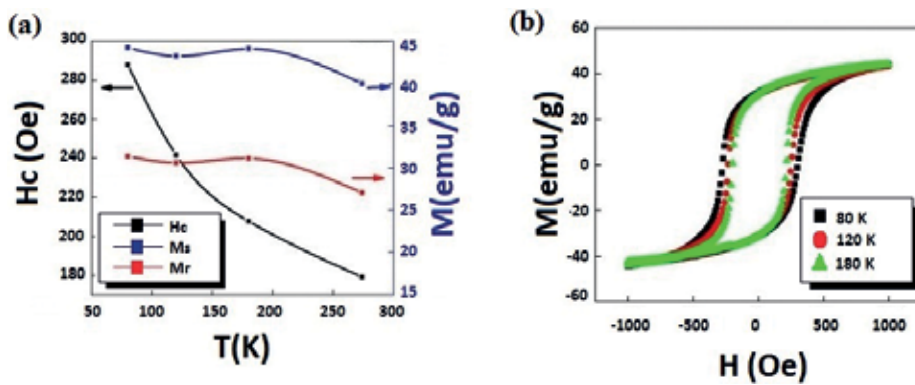 (a)
300
280
260
240
220
200
180
Hc (Oe)
50 100 150 200 250 300
T(K)
45
40
35
30
25
20
15
M(emu/g)
Hc
Ms
Mr
(b)
60
40
20
0
-20
-40
-60
M(emu/g)
-1000 -500 0 500 1000
H (Oe)
80 K
120 K
180 K